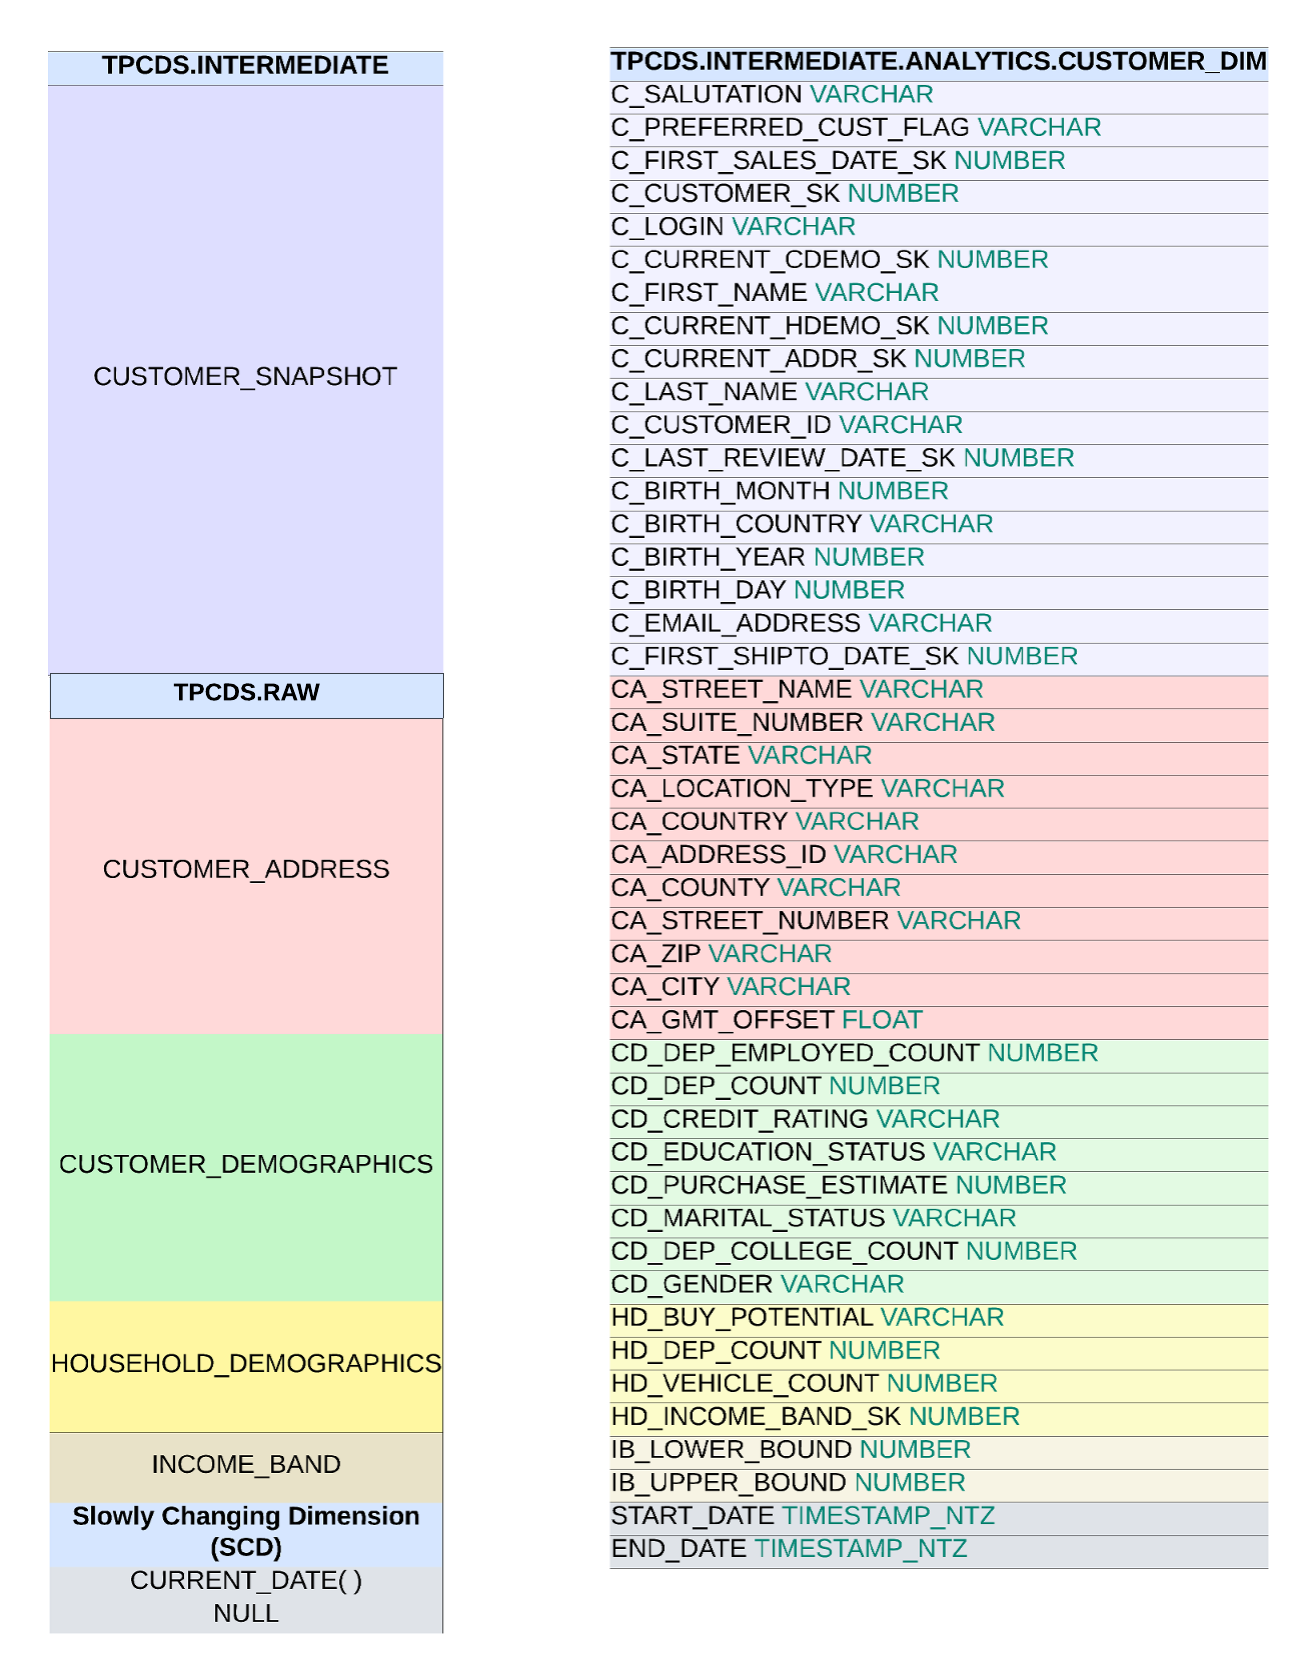 TPCDS.INTERMEDIATE
CUSTOMER_SNAPSHOT
TPCDS.RAW
CUSTOMER_ADDRESS
CUSTOMER_DEMOGRAPHICS
HOUSEHOLD_DEMOGRAPHICS
INCOME_BAND
Slowly Changing Dimension
(SCD)
CURRENT_DATE( )
NULL
TPCDS.INTERMEDIATE.ANALYTICS.CUSTOMER_DIM
C_SALUTATION VARCHAR
C_PREFERRED_CUST_FLAG VARCHAR
C_FIRST_SALES_DATE_SK NUMBER
C_CUSTOMER_SK NUMBER
C_LOGIN VARCHAR
C_CURRENT_CDEMO_SK NUMBER
C_FIRST_NAME VARCHAR
C_CURRENT_HDEMO_SK NUMBER
C_CURRENT_ADDR_SK NUMBER
C_LAST_NAME VARCHAR
C_CUSTOMER_ID VARCHAR
C_LAST_REVIEW_DATE_SK NUMBER
C_BIRTH_MONTH NUMBER
C_BIRTH_COUNTRY VARCHAR
C_BIRTH_YEAR NUMBER
C_BIRTH_DAY NUMBER
C_EMAIL_ADDRESS VARCHAR
C_FIRST_SHIPTO_DATE_SK NUMBER
CA_STREET_NAME VARCHAR
CA_SUITE_NUMBER VARCHAR
CA_STATE VARCHAR
CA_LOCATION_TYPE VARCHAR
CA_COUNTRY VARCHAR
CA_ADDRESS_ID VARCHAR
CA_COUNTY VARCHAR
CA_STREET_NUMBER VARCHAR
CA_ZIP VARCHAR
CA_CITY VARCHAR
CA_GMT_OFFSET FLOAT
CD_DEP_EMPLOYED_COUNT NUMBER
CD_DEP_COUNT NUMBER
CD_CREDIT_RATING VARCHAR
CD_EDUCATION_STATUS VARCHAR
CD_PURCHASE_ESTIMATE NUMBER
CD_MARITAL_STATUS VARCHAR
CD_DEP_COLLEGE_COUNT NUMBER
CD_GENDER VARCHAR
HD_BUY_POTENTIAL VARCHAR
HD_DEP_COUNT NUMBER
HD_VEHICLE_COUNT NUMBER
HD_INCOME_BAND_SK NUMBER
IB_LOWER_BOUND NUMBER
IB_UPPER_BOUND NUMBER
START_DATE TIMESTAMP_NTZ
END_DATE TIMESTAMP_NTZ